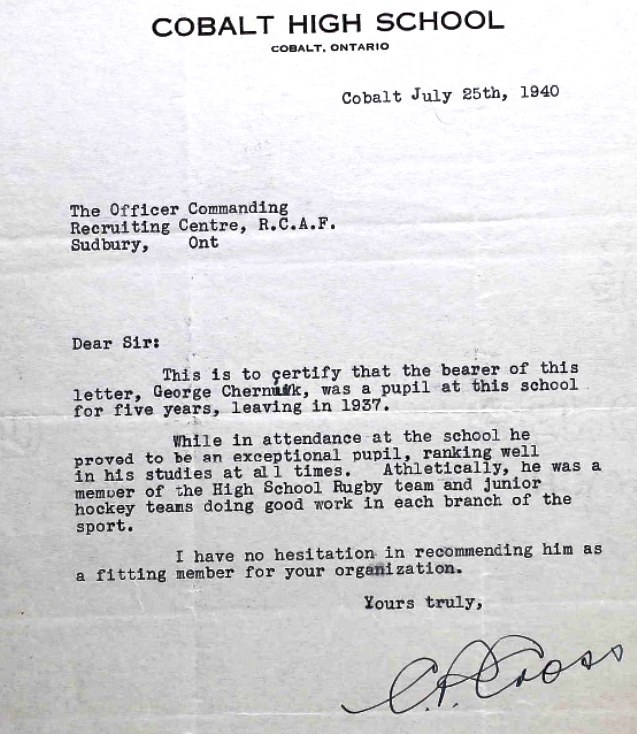 COBALT HIGH SCHOOL
COBALT, ONTARIO
Cobalt July 25th, 1940
The Officer Commanding
Recruiting Centre, R.C.A.F.
Sudbury, Ont
Dear Sir:
This is to certify that the bearer of this
letter, George Chernuik, was a pupil at this school
for five years, leaving in 1937.
While in attendance at the school he
proved to be an exceptional pupil, ranking well
in his studies at all times. Athletically, he was a
member of the High School Rugby team and junior
hockey teams doing good work in each branch of the
sport.
I have no hesitation in recommending him as
a fitting member for your organization.
Yours truly,
Cross